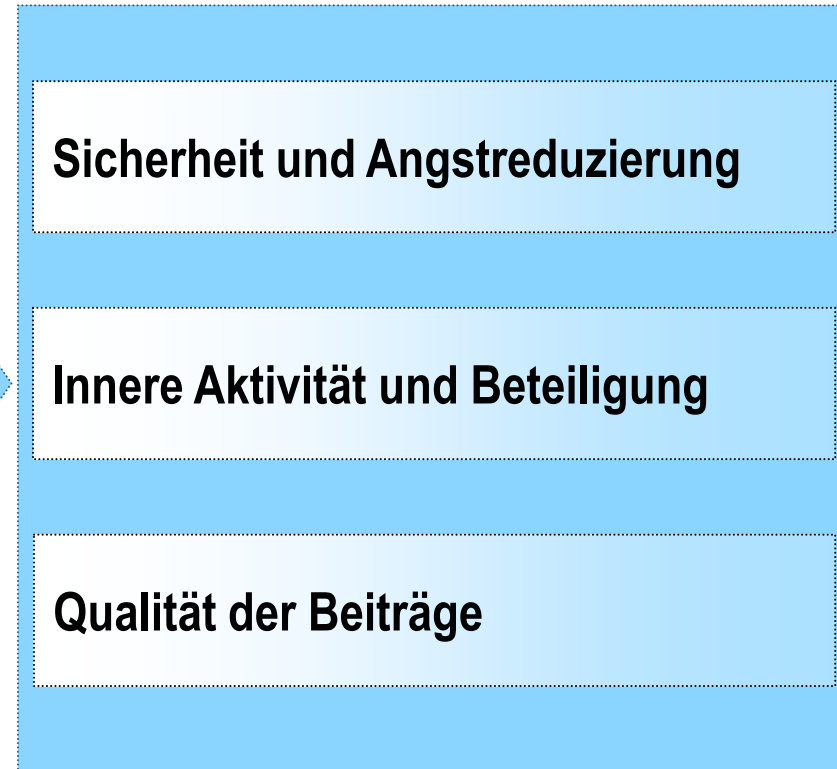 Sicherheit und Angstreduzierung
Innere Aktivität und Beteiligung
Qualität der Beiträge